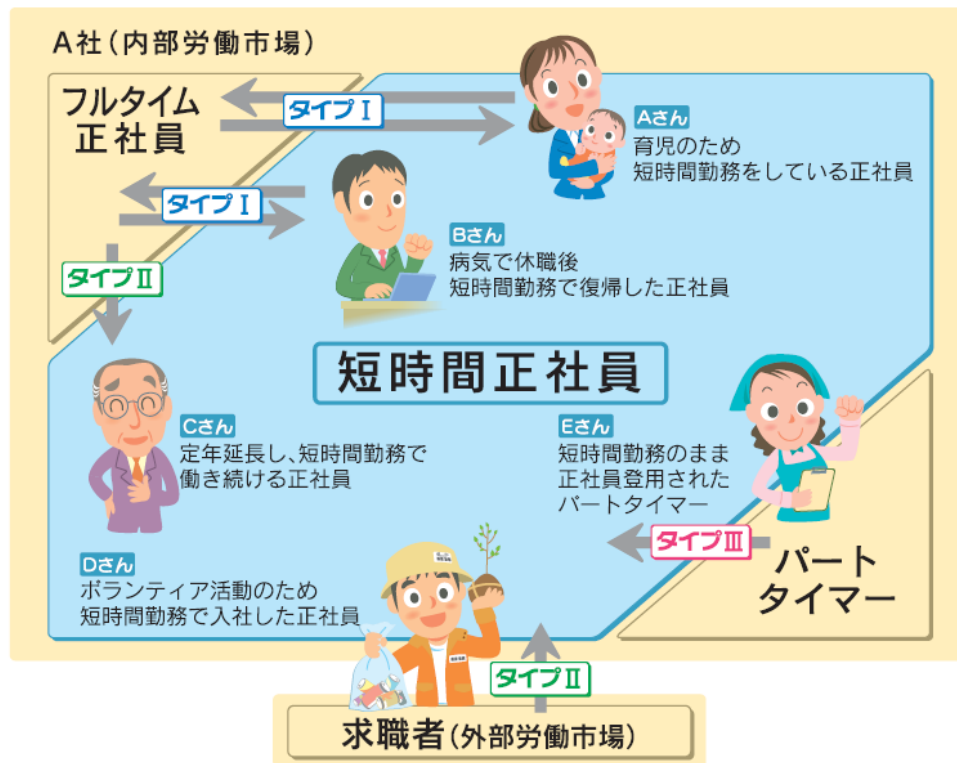 A社（内部労働市場）
フルタイム
正社員
タイプⅠ
Aさん
育児のため
短時間勤務をしている正社員
タイプⅠ
Bさん
病気で休職後
短時間勤務で復帰した正社員
タイプⅡ
短時間正社員
Cさん
定年延長し、短時間勤務で
働き続ける正社員
Eさん
短時間勤務のまま
正社員登用された
パートタイマー
タイプⅢ
パート
タイマー
Dさん
ボランティア活動のため
短時間勤務で入社した正社員
タイプⅡ
求職者（外部労働市場）